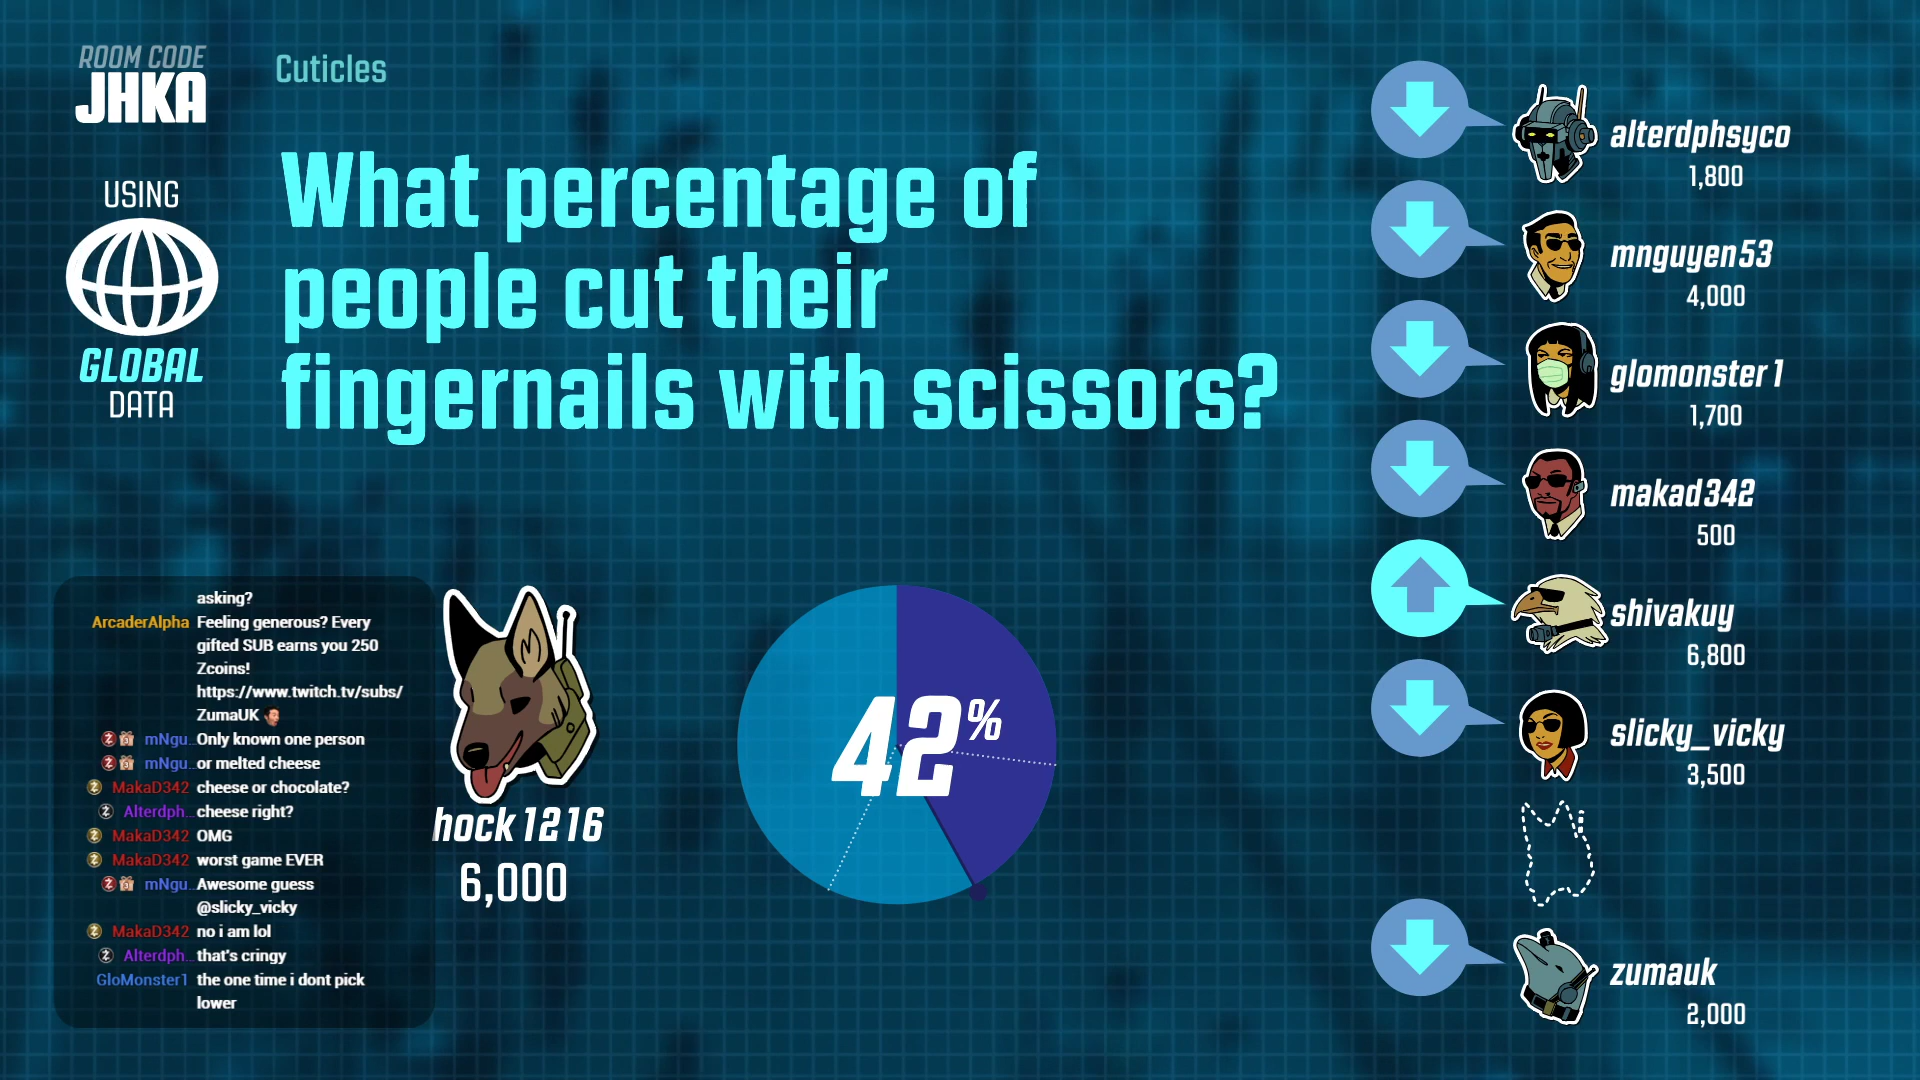 ROOM CODE
JHKA
USING
GLOBAL
DATA
Cuticles
What percentage of
people cut their
fingernails with scissors?
asking?
ArcaderAlpha Feeling generous? Every
gifted SUB earns you 250
Zcoins!
https://www.twitch.tv/subs/
ZumaUK
mNgu... Only known one person
mNgu... or melted cheese
MakaD342 cheese or chocolate?
Alterdph... cheese right?
MakaD342 OMG
MakaD342 worst game EVER
mNgu... Awesome guess
@slicky_vicky
MakaD342 no i am lol
Alterdph... that's cringy
GloMonster1 the one time i dont pick
lower
hock1216
6,000
42%
alterdphsyco
1,800
mnguyen53
4,000
glomonster1
1,700
makad342
500
shivakuy
6,800
slicky_vicky
3,500
zumauk
2,000